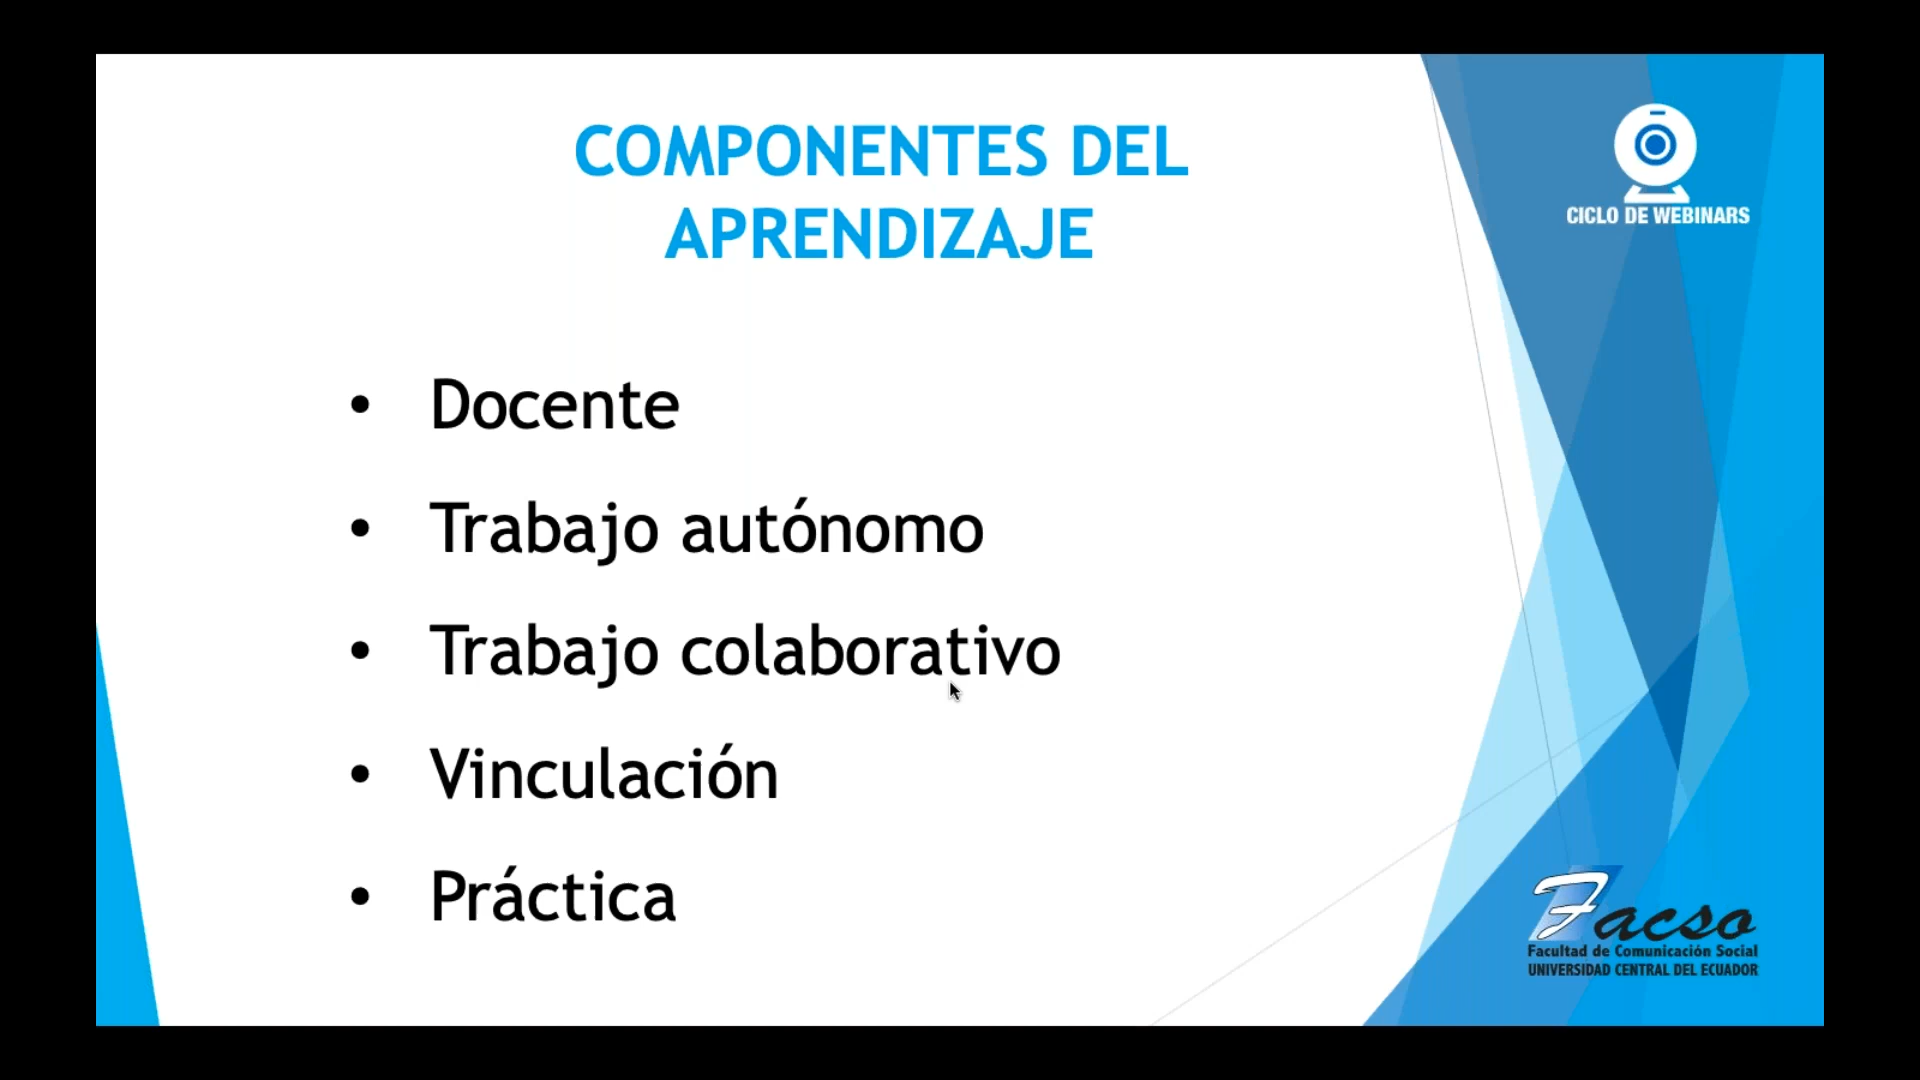 COMPONENTES DEL
APRENDIZAJE
CICLO DE WEBINARS
• Docente
• Trabajo autónomo
• Trabajo colaborativo
• Vinculación
• Práctica
Facso
Facultad de Comunicación Social
UNIVERSIDAD CENTRAL DEL ECUADOR